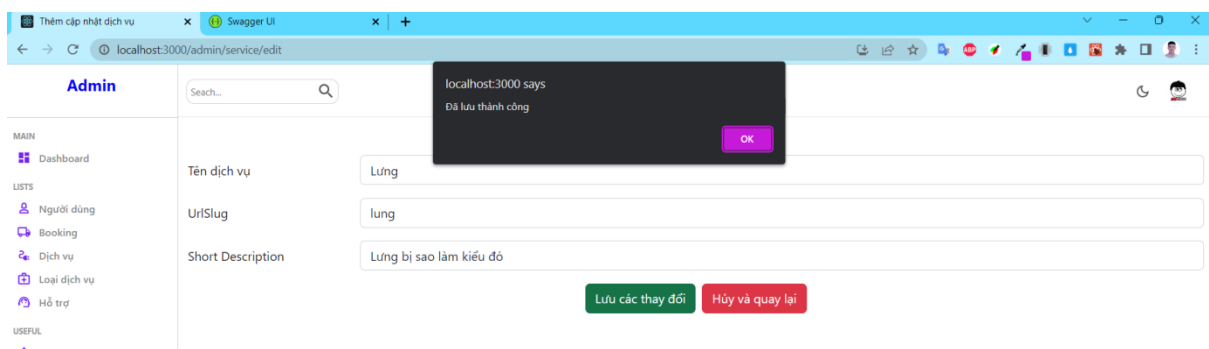 Thêm cập nhật dịch vụ
Swagger UI
localhost:3000/admin/service/edit
ABP
Admin
Seach...
localhost:3000 says
Đã lưu thành công
OK
MAIN
Dashboard
LISTS
Người dùng
Booking
Dịch vụ
Loại dịch vụ
Hỗ trợ
USEFUL
Tên dịch vụ
Lưng
UrlSlug
lung
Short Description
Lưng bị sao làm kiểu đó
Lưu các thay đổi
Hủy và quay lại